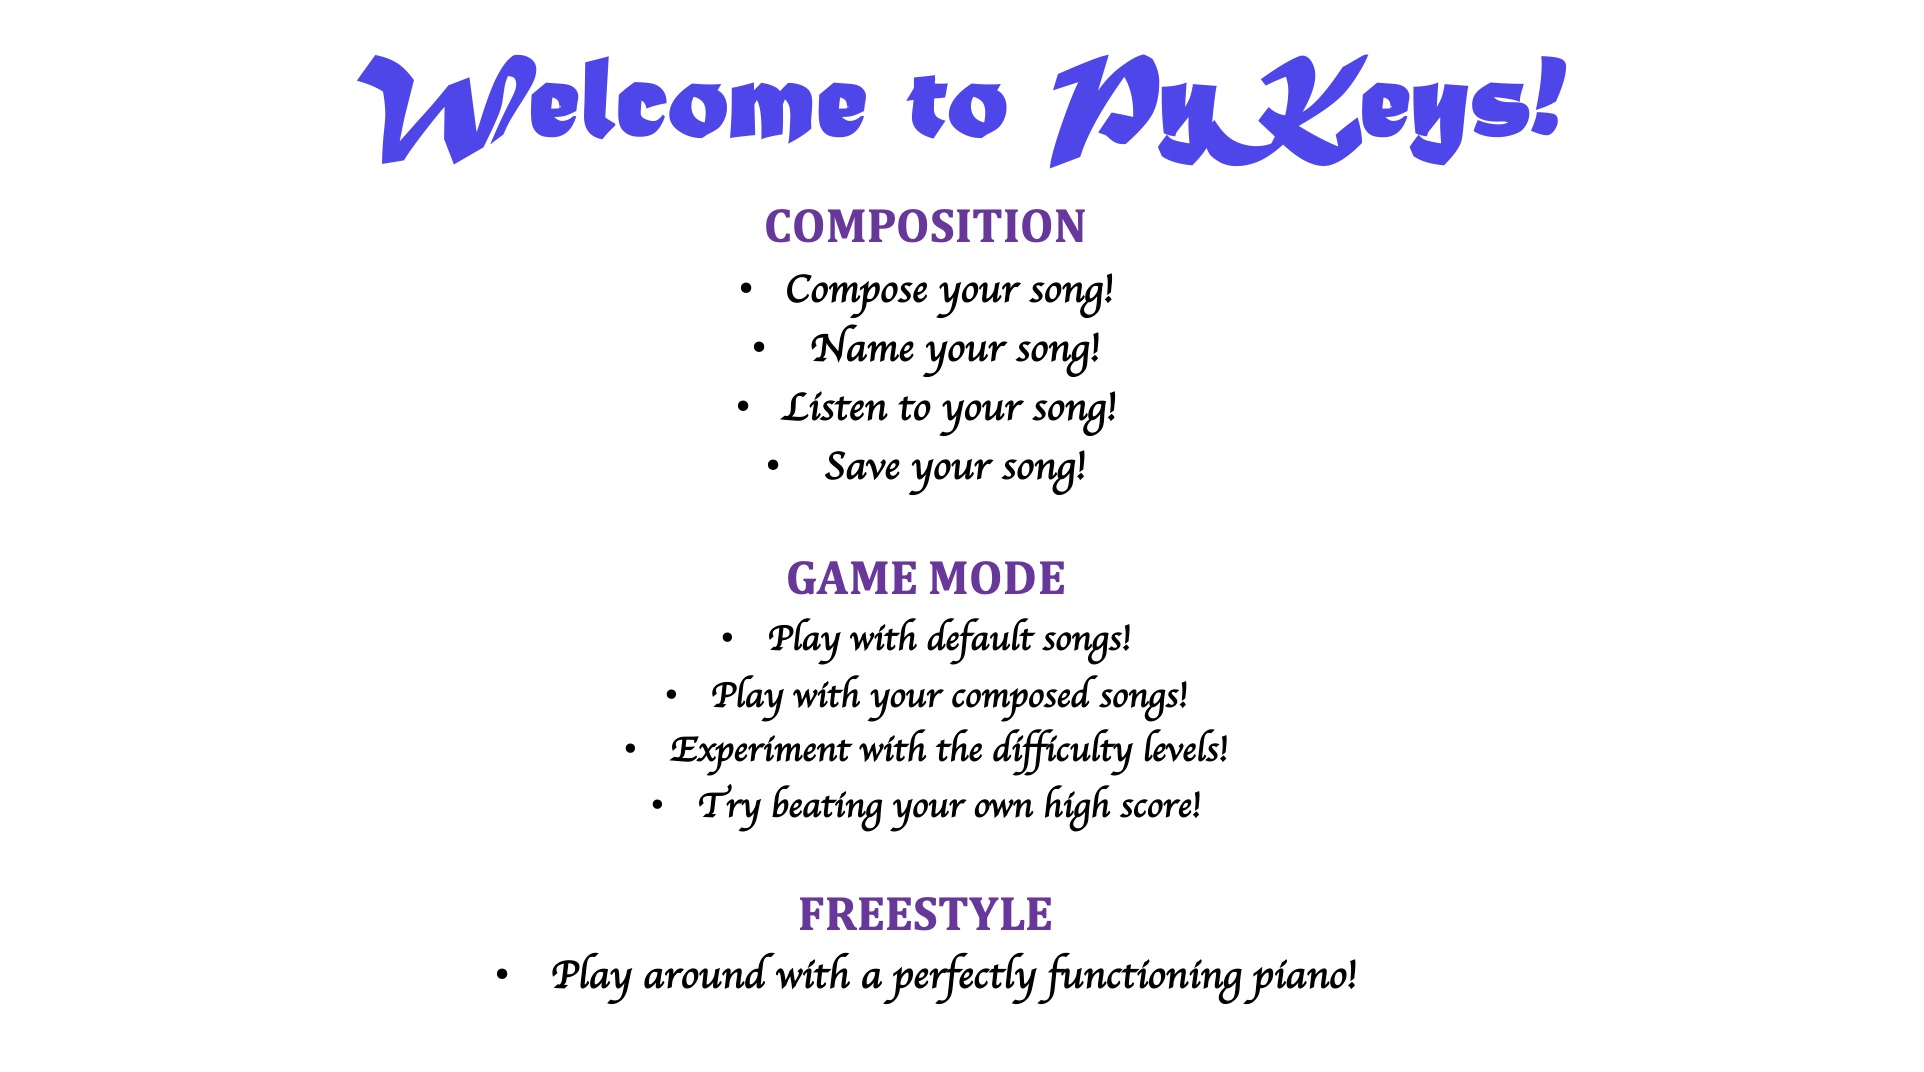 Welcome to PyKeys!
COMPOSITION
• Compose your song!
• Name your song!
• Listen to your song!
• Save your song!
GAME MODE
• Play with default songs!
• Play with your composed songs!
• Experiment with the difficulty levels!
• Try beating your own high score!
FREESTYLE
• Play around with a perfectly functioning piano!